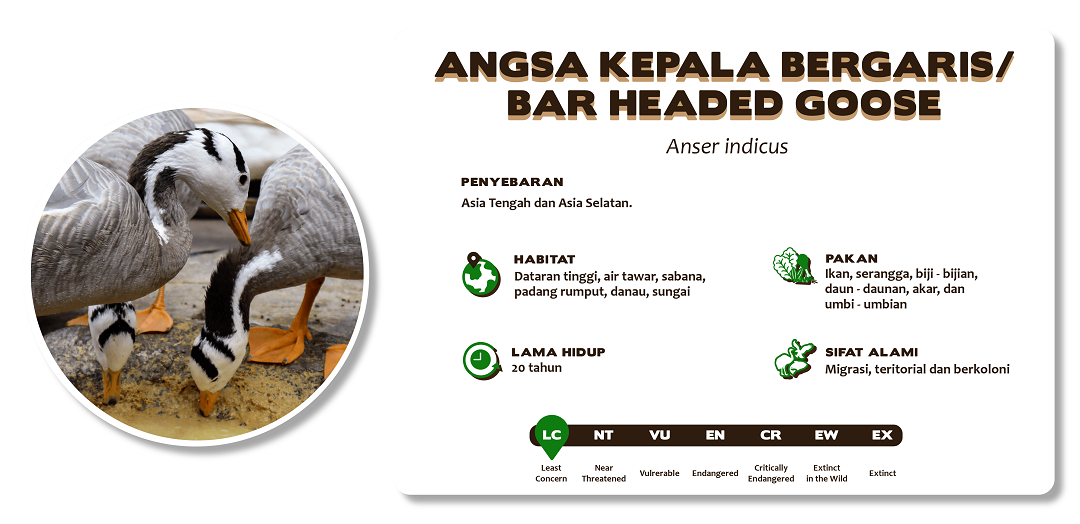 ANGSA KEPALA BERGARIS/
BAR HEADED GOOSE
Anser indicus
PENYEBARAN
Asia Tengah dan Asia Selatan.
HABITAT
Dataran tinggi, air tawar, sabana,
padang rumput, danau, sungai
PAKAN
Ikan, serangga, biji - bijian,
daun - daunan, akar, dan
umbi - umbian
LAMA HIDUP
20 tahun
SIFAT ALAMI
Migrasi, teritorial dan berkoloni
LC NT VU EN CR EW EX
Least Concern
Near Threatened
Vulrerable
Endangered
Critically Endangered
Extinct in the Wild
Extinct